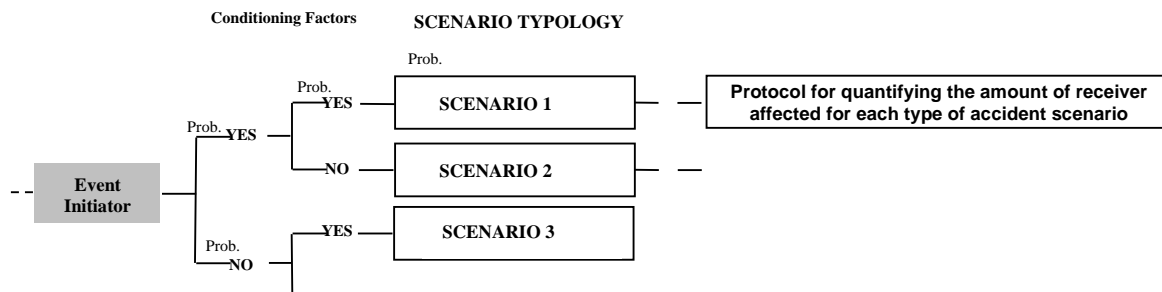 Conditioning Factors
SCENARIO TYPOLOGY
Prob.
Prob.
YES
SCENARIO 1
Protocol for quantifying the amount of receiver
affected for each type of accident scenario
Prob.
YES
NO
SCENARIO 2
Event
Initiator
YES
SCENARIO 3
Prob.
NO